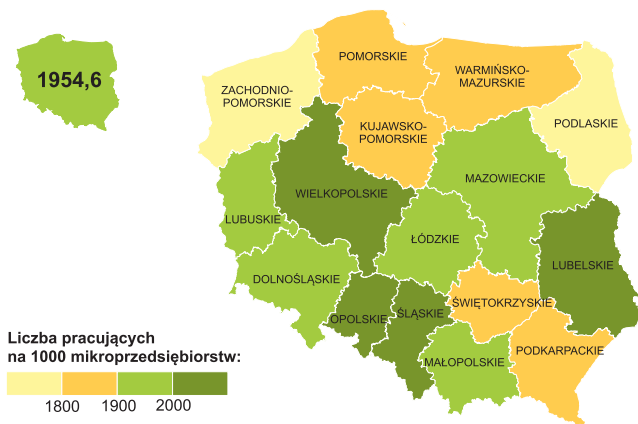 1954,6
POMORSKIE
WARMIŃSKO-
MAZURSKIE
ZACHODNIO-
POMORSKIE
KUJAWSKO-
POMORSKIE
PODLASKIE
MAZOWIECKIE
WIELKOPOLSKIE
LUBUSKIE
ŁÓDZKIE
LUBELSKIE
DOLNOŚLĄSKIE
ŚWIĘTOKRZYSKIE
OPOLSKIE
ŚLĄSKIE
PODKARPACKIE
MAŁOPOLSKIE
Liczba pracujących
na 1000 mikroprzedsiębiorstw:
1800 1900 2000